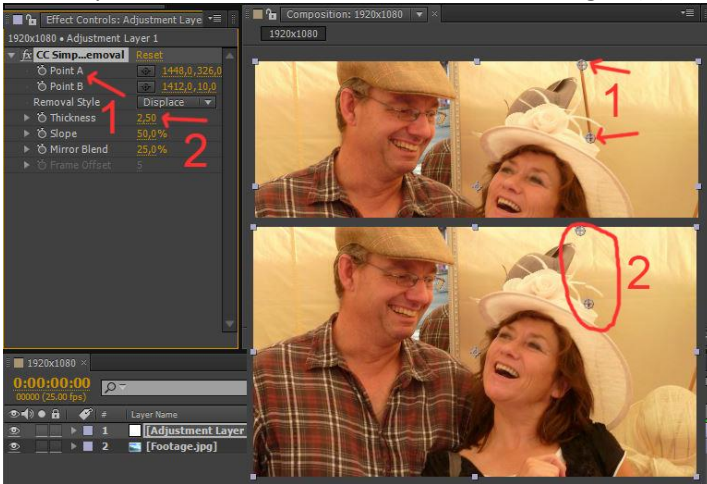 Effect Controls: Adjustment Laye
1920x1080 • Adjustment Layer 1
fx CC Simp...emoval Reset
Point A 1448,0,326,0
Point B 1412,0,10,0
Removal Style Displace
Thickness 2,50
Slope 50,0%
Mirror Blend 25,0%
Frame Offset 5
1
2
Composition: 1920x1080
1920x1080
1
2
1920x1080
0:00:00:00
00000 (25.00 fps)
# Layer Name
1 [Adjustment Layer
2 [Footage.jpg]